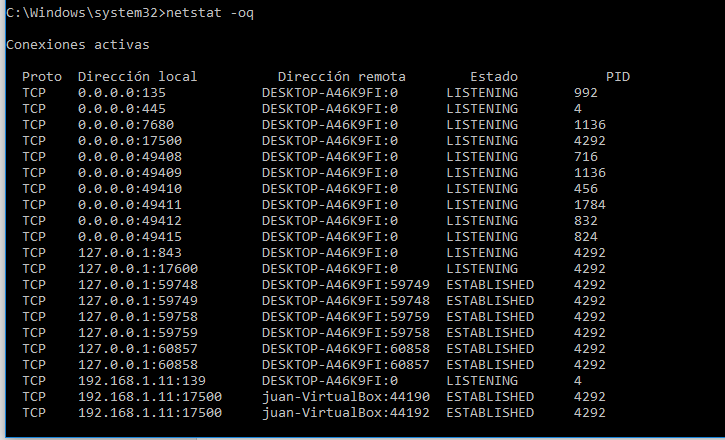 C:\Windows\system32>netstat -oq
Conexiones activas
Proto Dirección local Dirección remota Estado PID
TCP 0.0.0.0:135 DESKTOP-A46K9FI:0 LISTENING 992
TCP 0.0.0.0:445 DESKTOP-A46K9FI:0 LISTENING 4
TCP 0.0.0.0:7680 DESKTOP-A46K9FI:0 LISTENING 1136
TCP 0.0.0.0:17500 DESKTOP-A46K9FI:0 LISTENING 4292
TCP 0.0.0.0:49408 DESKTOP-A46K9FI:0 LISTENING 716
TCP 0.0.0.0:49409 DESKTOP-A46K9FI:0 LISTENING 1136
TCP 0.0.0.0:49410 DESKTOP-A46K9FI:0 LISTENING 456
TCP 0.0.0.0:49411 DESKTOP-A46K9FI:0 LISTENING 1784
TCP 0.0.0.0:49412 DESKTOP-A46K9FI:0 LISTENING 832
TCP 0.0.0.0:49415 DESKTOP-A46K9FI:0 LISTENING 824
TCP 127.0.0.1:843 DESKTOP-A46K9FI:0 LISTENING 4292
TCP 127.0.0.1:17600 DESKTOP-A46K9FI:0 LISTENING 4292
TCP 127.0.0.1:59748 DESKTOP-A46K9FI:59749 ESTABLISHED 4292
TCP 127.0.0.1:59749 DESKTOP-A46K9FI:59748 ESTABLISHED 4292
TCP 127.0.0.1:59758 DESKTOP-A46K9FI:59759 ESTABLISHED 4292
TCP 127.0.0.1:59759 DESKTOP-A46K9FI:59758 ESTABLISHED 4292
TCP 127.0.0.1:60857 DESKTOP-A46K9FI:60858 ESTABLISHED 4292
TCP 127.0.0.1:60858 DESKTOP-A46K9FI:60857 ESTABLISHED 4292
TCP 192.168.1.11:139 DESKTOP-A46K9FI:0 LISTENING 4
TCP 192.168.1.11:17500 juan-VirtualBox:44190 ESTABLISHED 4292
TCP 192.168.1.11:17500 juan-VirtualBox:44192 ESTABLISHED 4292